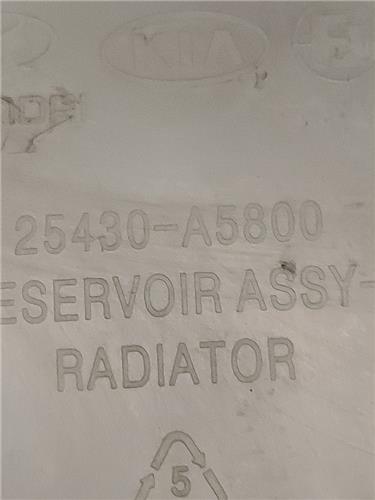 KIA
25430-A5800
ESERVOIR ASSY-
RADIATOR
5